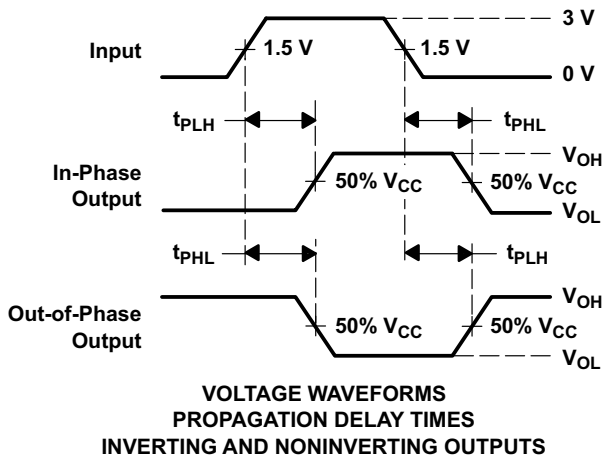 3 V
Input
1.5 V
1.5 V
0 V
tPLH
tPHL
VOH
In-Phase
Output
50% VCC
50% VCC
VOL
tPHL
tPLH
VOH
Out-of-Phase
Output
50% VCC
50% VCC
VOL
VOLTAGE WAVEFORMS
PROPAGATION DELAY TIMES
INVERTING AND NONINVERTING OUTPUTS